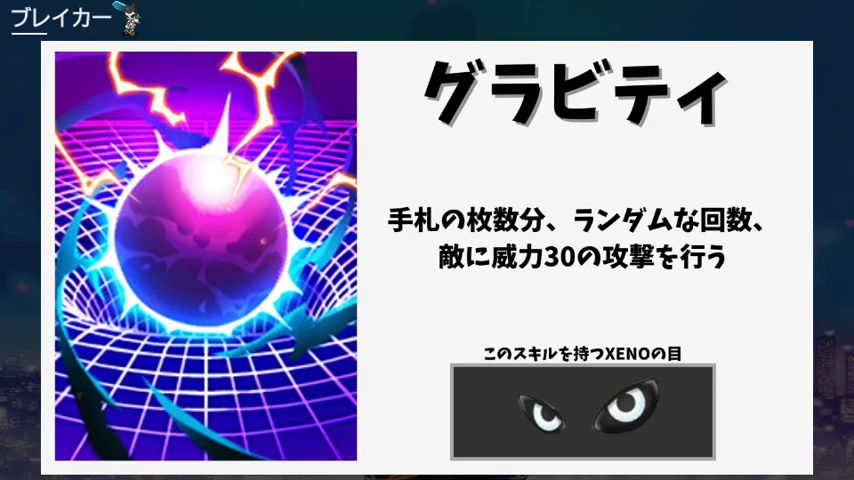 ブレイカー
グラビティ
手札の枚数分、ランダムな回数、
敵に威力30の攻撃を行う
このスキルを持つXENOの目